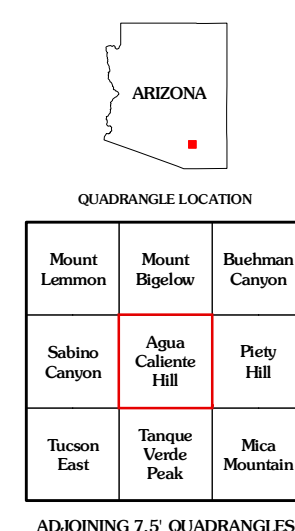 ARIZONA
QUADRANGLE LOCATION
Mount Lemmon
Mount Bigelow
Buehman Canyon
Sabino Canyon
Agua Caliente Hill
Piety Hill
Tucson East
Tanque Verde Peak
Mica Mountain
ADJOINING 7.5' QUADRANGLES